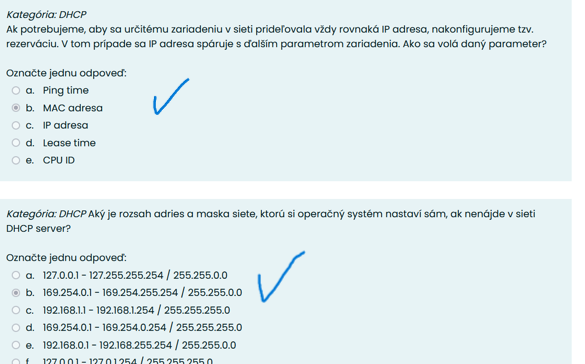 Kategória: DHCP
Ak potrebujeme, aby sa určitému zariadeniu v sieti prideľovala vždy rovnaká IP adresa, nakonfigurujeme tzv.
rezerváciu. V tom prípade sa IP adresa spáruje s ďalším parametrom zariadenia. Ako sa volá daný parameter?
Označte jednu odpoveď:
a. Ping time
b. MAC adresa
c. IP adresa
d. Lease time
e. CPU ID
Kategória: DHCP Aký je rozsah adries a maska siete, ktorú si operačný systém nastaví sám, ak nenájde v sieti
DHCP server?
Označte jednu odpoveď:
a. 127.0.0.1 - 127.255.255.254 / 255.255.0.0
b. 169.254.0.1 - 169.254.255.254 / 255.255.0.0
c. 192.168.1.1 - 192.168.1.254 / 255.255.255.0
d. 169.254.0.1 - 169.254.0.254 / 255.255.255.0
e. 192.168.0.1 - 192.168.255.254 / 255.255.0.0
f. 127.0.0.1 - 127.0.1.254 / 255.255.255.0